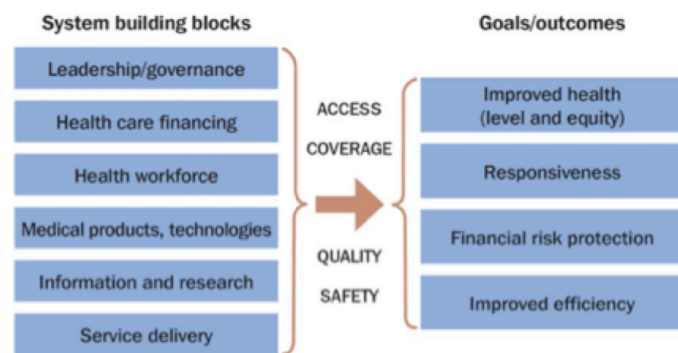 System building blocks
Leadership/governance
Health care financing
Health workforce
Medical products, technologies
Information and research
Service delivery
ACCESS
COVERAGE
QUALITY
SAFETY
Goals/outcomes
Improved health
(level and equity)
Responsiveness
Financial risk protection
Improved efficiency